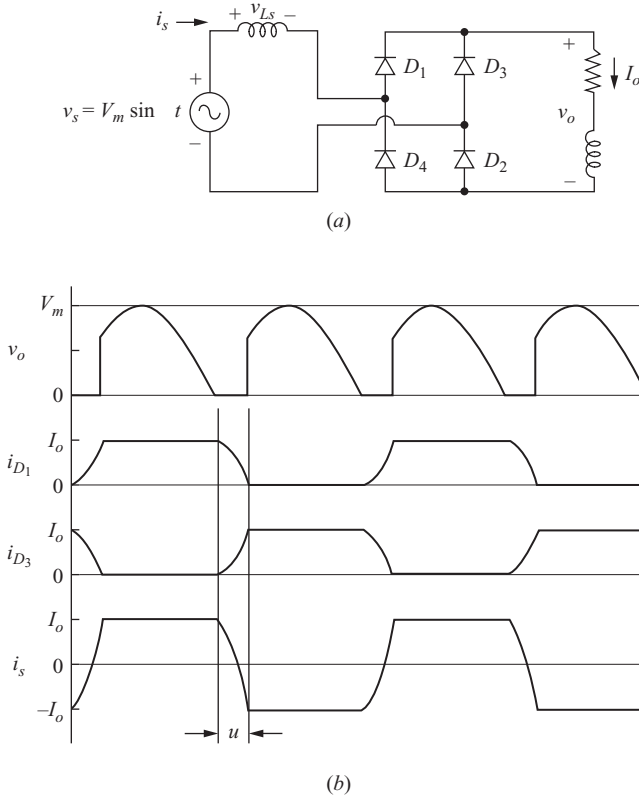 i_s + v_Ls −
+ D_1 D_3 + I_o
v_s = V_m sin t v_o
− D_4 D_2 −
(a)
V_m
v_o
0
I_o
i_D1
0
I_o
i_D3
0
I_o
i_s 0
−I_o
u
(b)